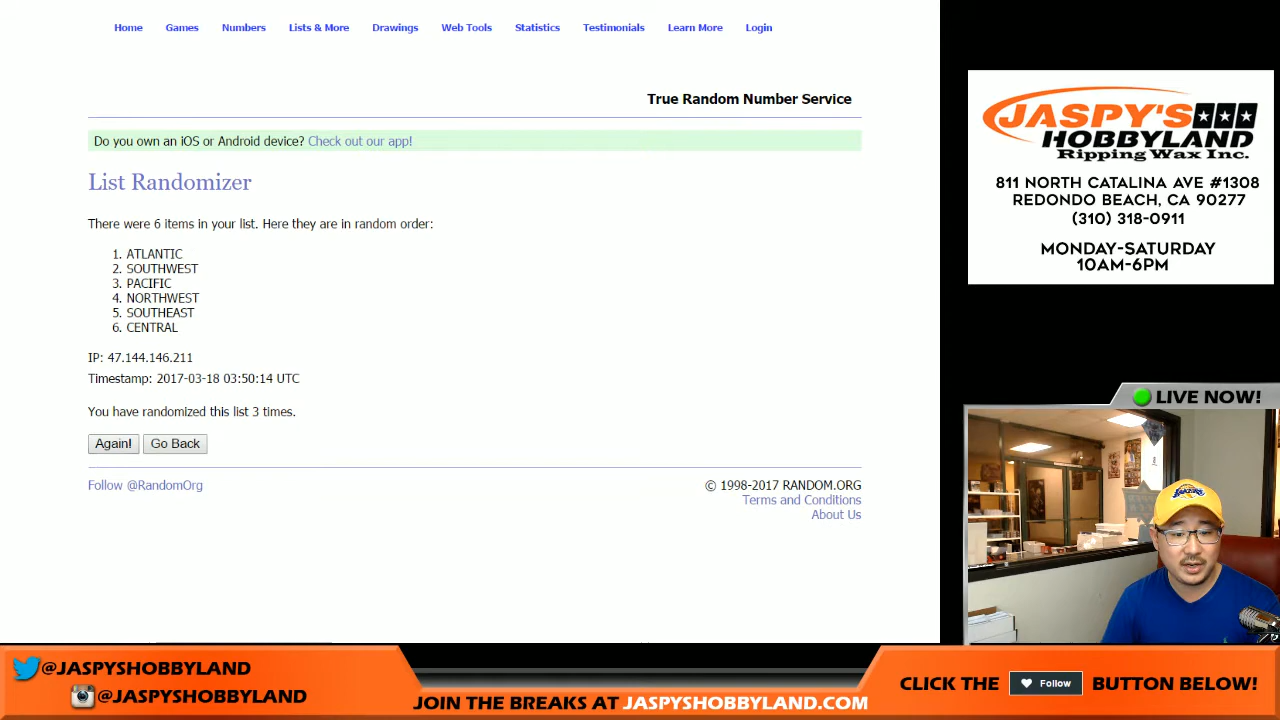 Home Games Numbers Lists & More Drawings Web Tools Statistics Testimonials Learn More Login
True Random Number Service
Do you own an iOS or Android device? Check out our app!
List Randomizer
There were 6 items in your list. Here they are in random order:
1. ATLANTIC
2. SOUTHWEST
3. PACIFIC
4. NORTHWEST
5. SOUTHEAST
6. CENTRAL
IP: 47.144.146.211
Timestamp: 2017-03-18 03:50:14 UTC
You have randomized this list 3 times.
Again! Go Back
Follow @RandomOrg
© 1998-2017 RANDOM.ORG
Terms and Conditions
About Us
JASPY'S
HOBBYLAND
Ripping Wax Inc.
811 NORTH CATALINA AVE #1308
REDONDO BEACH, CA 90277
(310) 318-0911
MONDAY-SATURDAY
10AM-6PM
LIVE NOW!
LAKERS
@JASPYSHOBBYLAND
@JASPYSHOBBYLAND
JOIN THE BREAKS AT JASPYSHOBBYLAND.COM
CLICK THE Follow BUTTON BELOW!